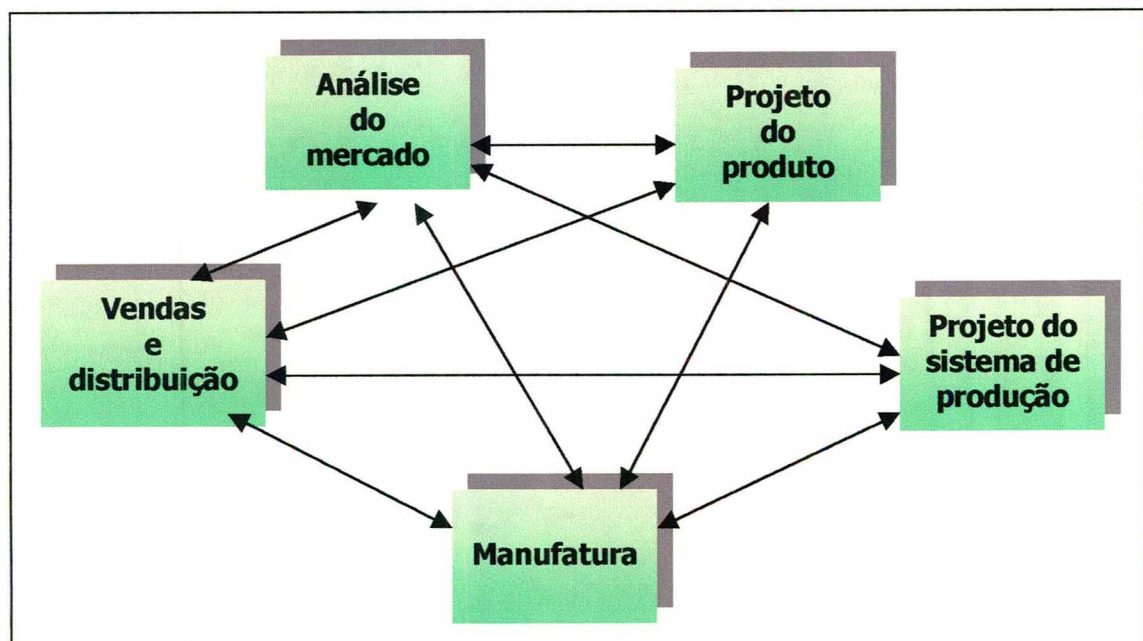 Análise
do
mercado
Projeto
do
produto
Vendas
e
distribuição
Projeto do
sistema de
produção
Manufatura